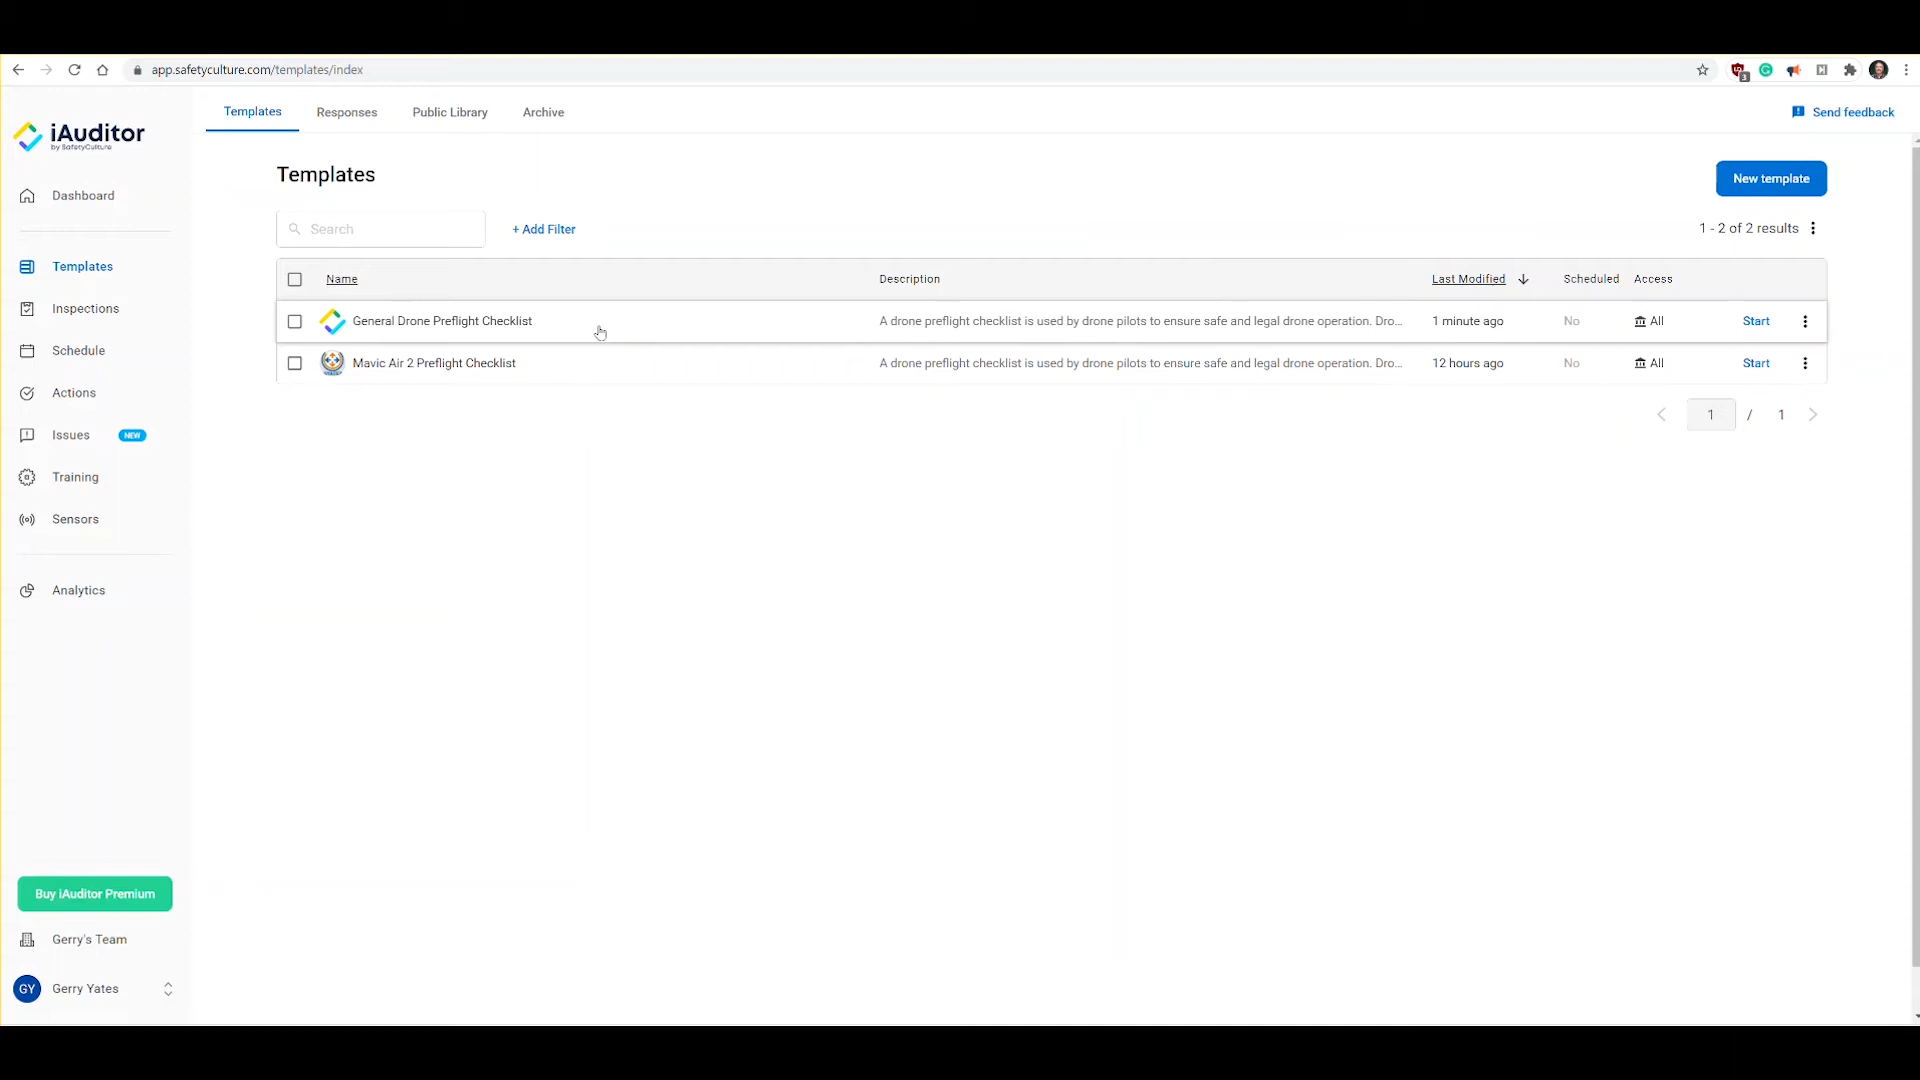 app.safetyculture.com/templates/index
3
iAuditor
by SafetyCulture
Templates
Responses
Public Library
Archive
Send feedback
Dashboard
Templates
Inspections
Schedule
Actions
Issues NEW
Training
Sensors
Analytics
Buy iAuditor Premium
Gerry's Team
GY Gerry Yates
Templates
New template
Search
+ Add Filter
1 - 2 of 2 results
Name Description Last Modified Scheduled Access
General Drone Preflight Checklist A drone preflight checklist is used by drone pilots to ensure safe and legal drone operation. Dro... 1 minute ago No All Start
Mavic Air 2 Preflight Checklist A drone preflight checklist is used by drone pilots to ensure safe and legal drone operation. Dro... 12 hours ago No All Start
1 / 1